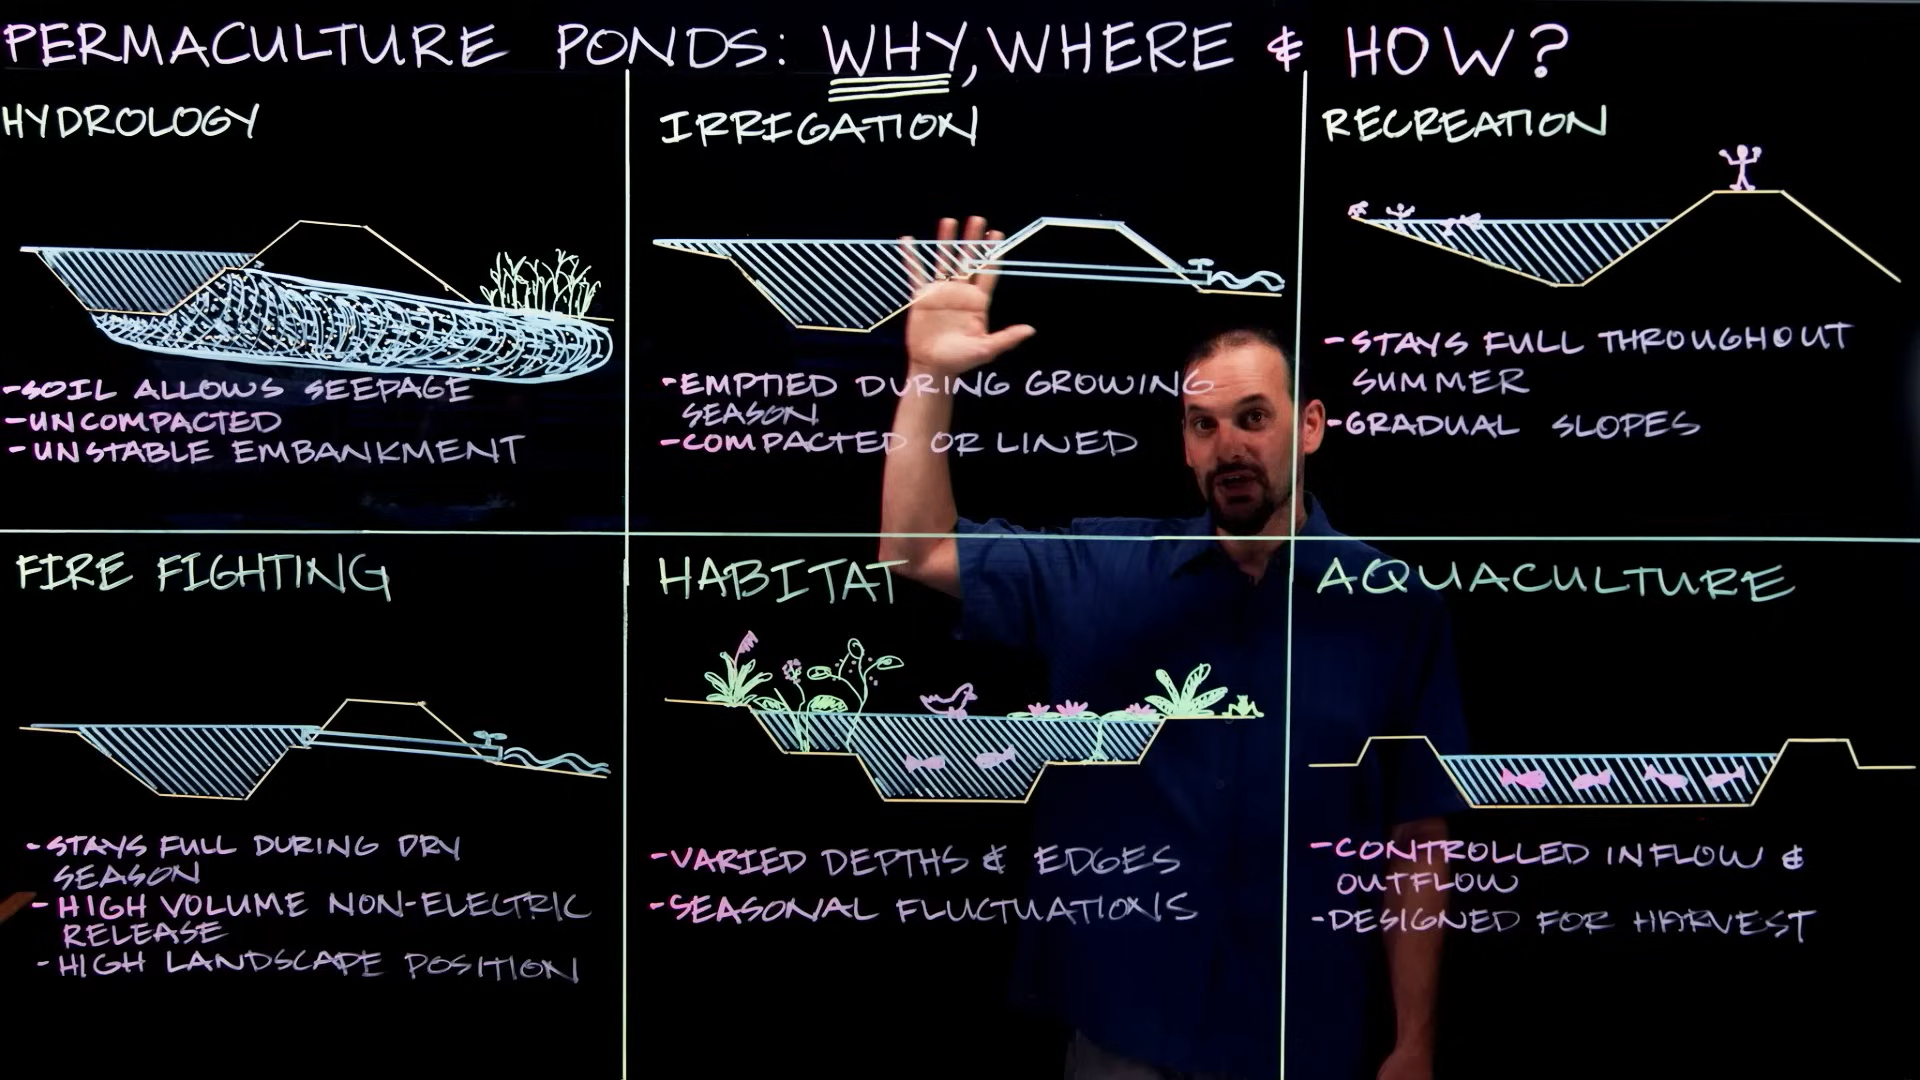 PERMACULTURE PONDS: WHY, WHERE & HOW?
HYDROLOGY
-SOIL ALLOWS SEEPAGE
-UNCOMPACTED
-UNSTABLE EMBANKMENT
IRRIGATION
-EMPTIED DURING GROWING
SEASON
-COMPACTED OR LINED
RECREATION
-STAYS FULL THROUGHOUT
SUMMER
-GRADUAL SLOPES
FIRE FIGHTING
-STAYS FULL DURING DRY
SEASON
-HIGH VOLUME NON-ELECTRIC
RELEASE
-HIGH LANDSCAPE POSITION
HABITAT
-VARIED DEPTHS & EDGES
-SEASONAL FLUCTUATIONS
AQUACULTURE
-CONTROLLED INFLOW &
OUTFLOW
-DESIGNED FOR HARVEST